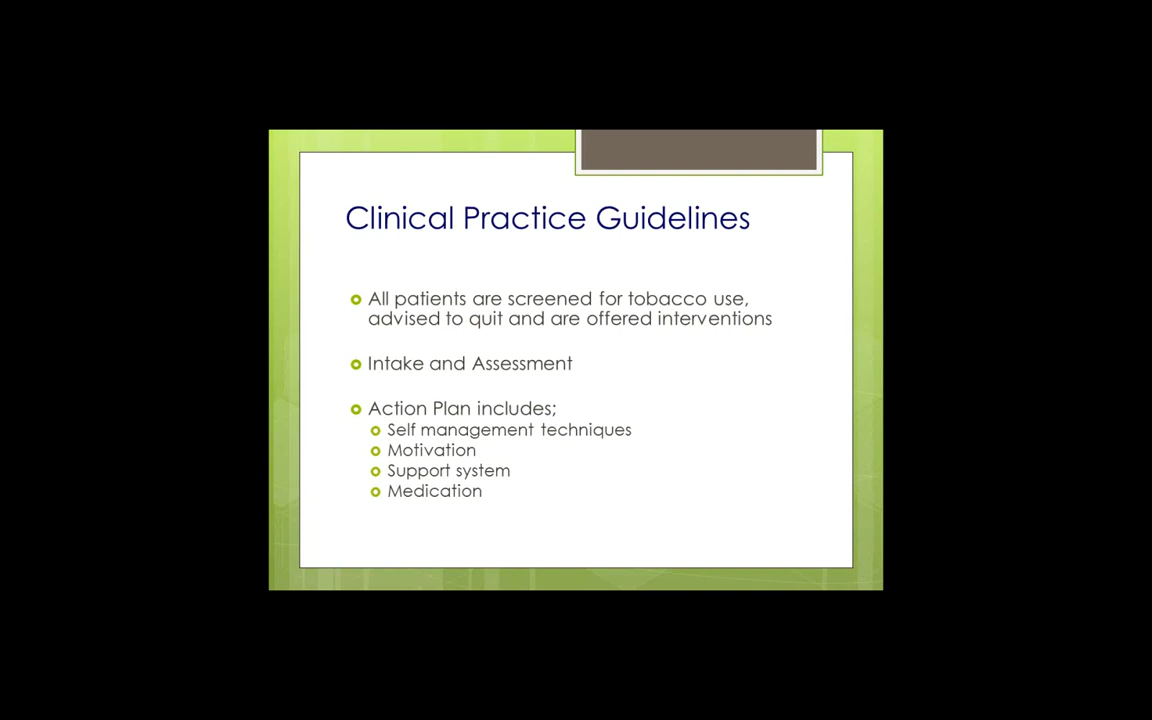 Clinical Practice Guidelines
All patients are screened for tobacco use,
advised to quit and are offered interventions
Intake and Assessment
Action Plan includes;
Self management techniques
Motivation
Support system
Medication